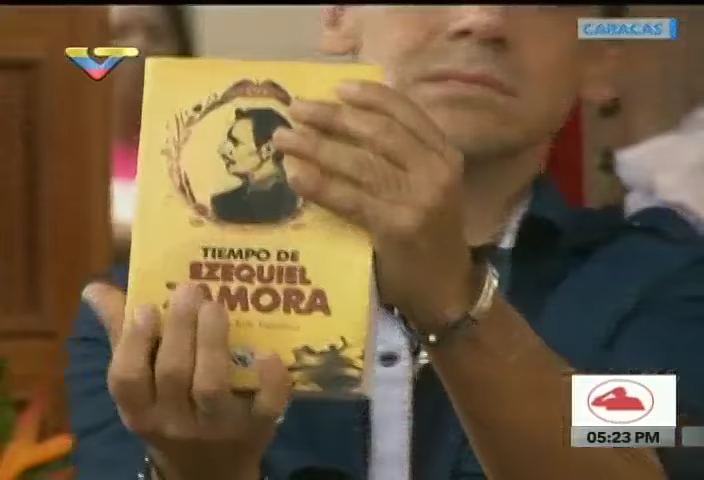 CARACAS
TIEMPO DE
EZEQUIEL
ZAMORA
05:23 PM